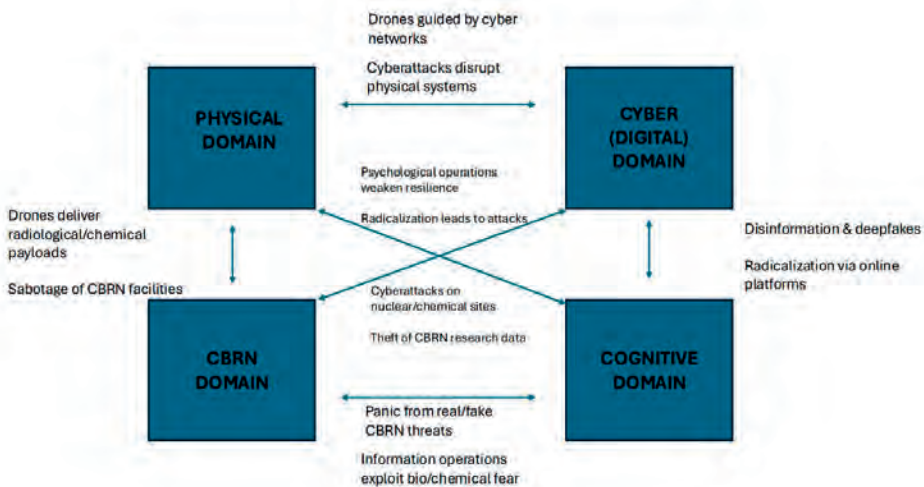 Drones guided by cyber
networks
Cyberattacks disrupt
physical systems
PHYSICAL
DOMAIN
CYBER
(DIGITAL)
DOMAIN
Psychological operations
weaken resilience
Radicalization leads to attacks
Drones deliver
radiological/chemical
payloads
Sabotage of CBRN facilities
Disinformation & deepfakes
Radicalization via online
platforms
Cyberattacks on
nuclear/chemical sites
Theft of CBRN research data
CBRN
DOMAIN
COGNITIVE
DOMAIN
Panic from real/fake
CBRN threats
Information operations
exploit bio/chemical fear